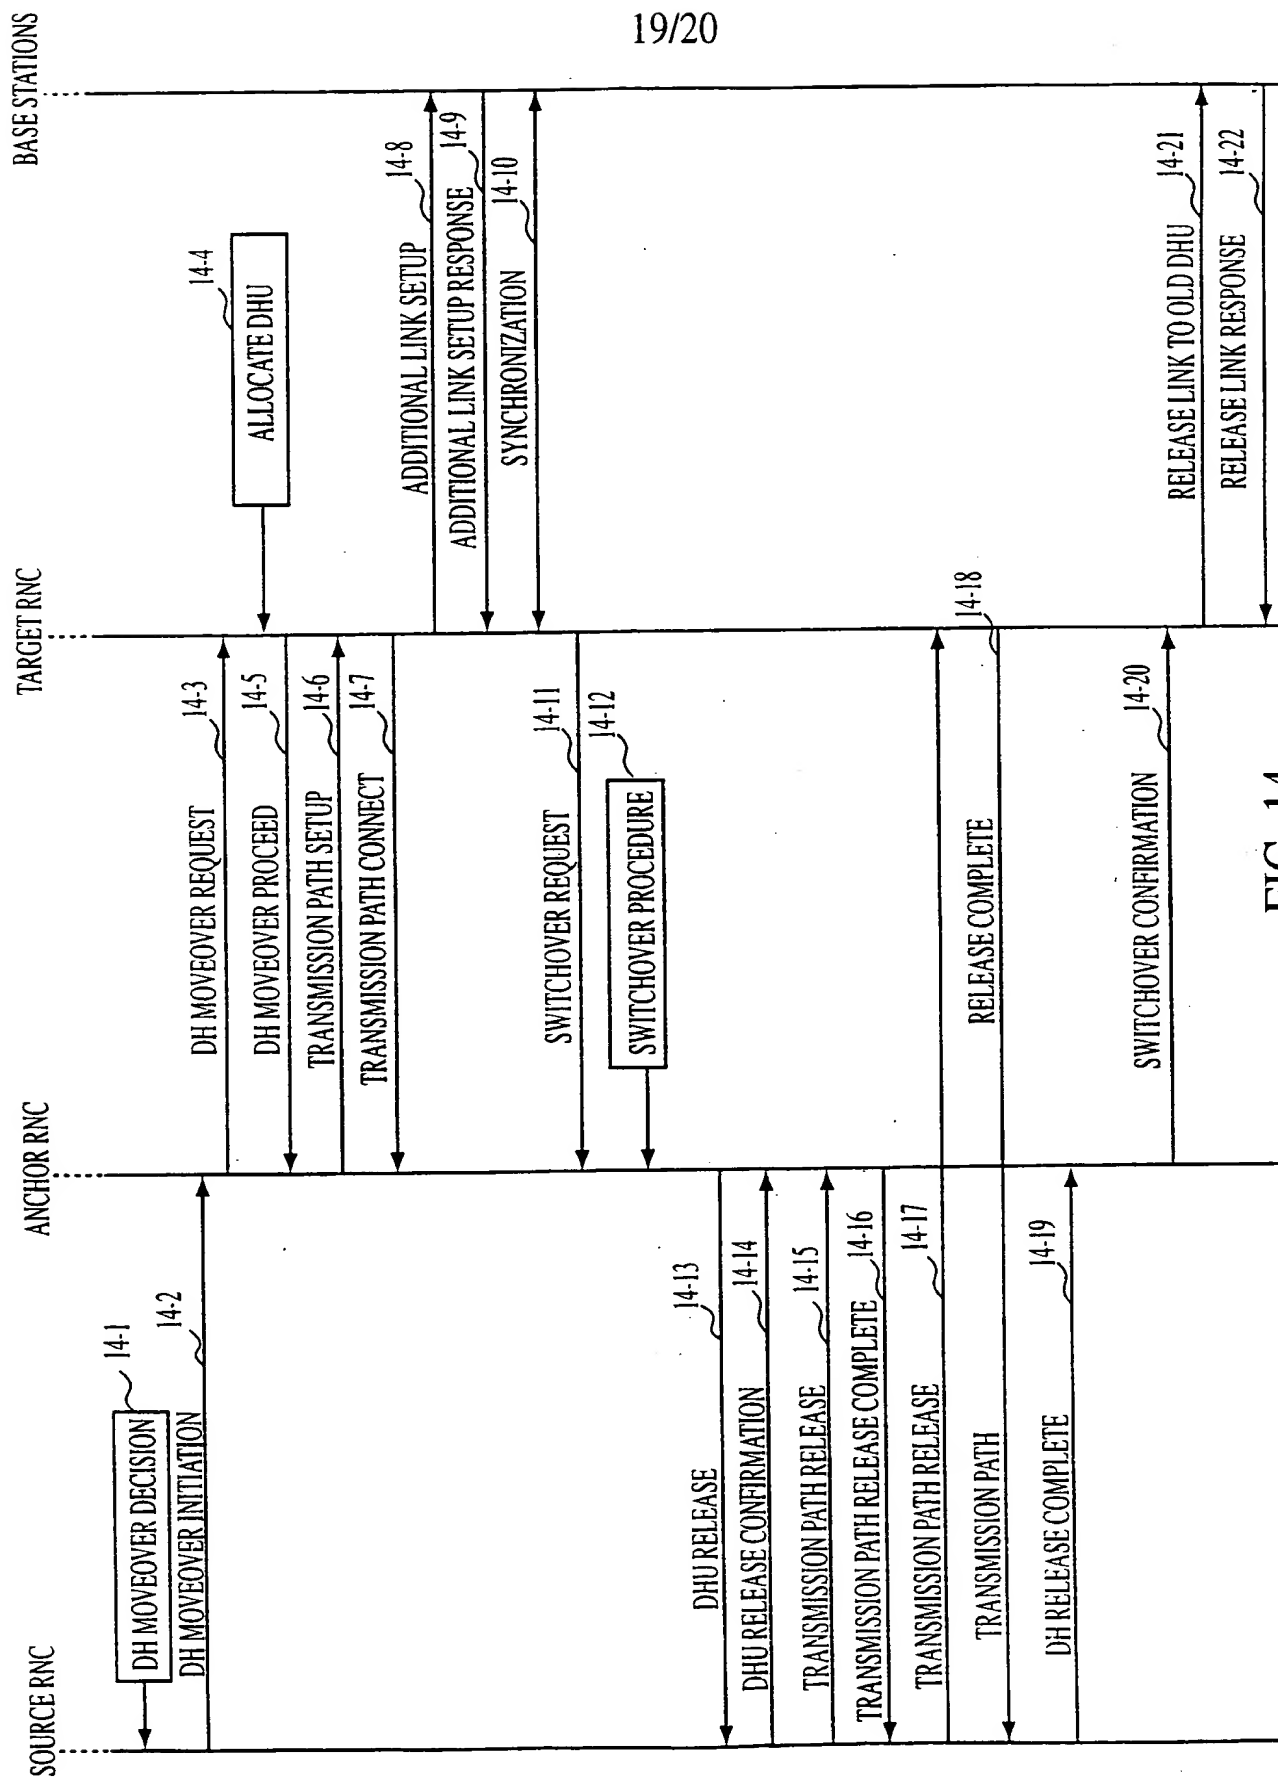 19/20
SOURCE RNC
ANCHOR RNC
TARGET RNC
BASE STATIONS
14-1
DH MOVEOVER DECISION
DH MOVEOVER INITIATION
14-2
DH MOVEOVER REQUEST
14-3
14-4
ALLOCATE DHU
DH MOVEOVER PROCEED
14-5
TRANSMISSION PATH SETUP
14-6
TRANSMISSION PATH CONNECT
14-7
ADDITIONAL LINK SETUP
14-8
ADDITIONAL LINK SETUP RESPONSE
14-9
SYNCHRONIZATION
14-10
SWITCHOVER REQUEST
14-11
14-12
SWITCHOVER PROCEDURE
DHU RELEASE
14-13
DHU RELEASE CONFIRMATION
14-14
TRANSMISSION PATH RELEASE
14-15
TRANSMISSION PATH RELEASE COMPLETE
14-16
TRANSMISSION PATH RELEASE
14-17
TRANSMISSION PATH
RELEASE COMPLETE
14-18
DH RELEASE COMPLETE
14-19
SWITCHOVER CONFIRMATION
14-20
RELEASE LINK TO OLD DHU
14-21
RELEASE LINK RESPONSE
14-22
FIG. 14